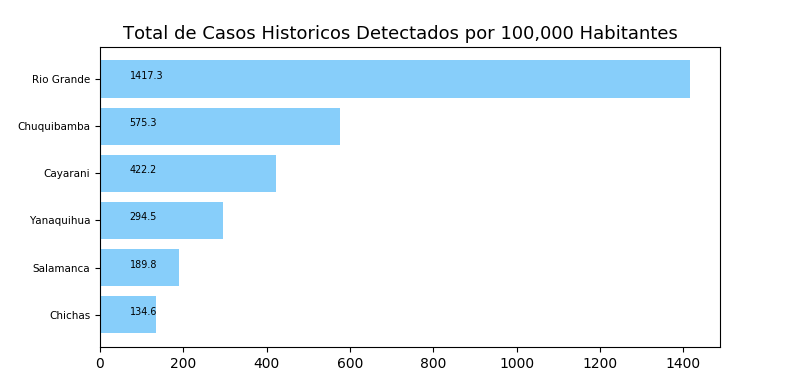 Total de Casos Historicos Detectados por 100,000 Habitantes
Rio Grande 1417.3
Chuquibamba 575.3
Cayarani 422.2
Yanaquihua 294.5
Salamanca 189.8
Chichas 134.6
0 200 400 600 800 1000 1200 1400